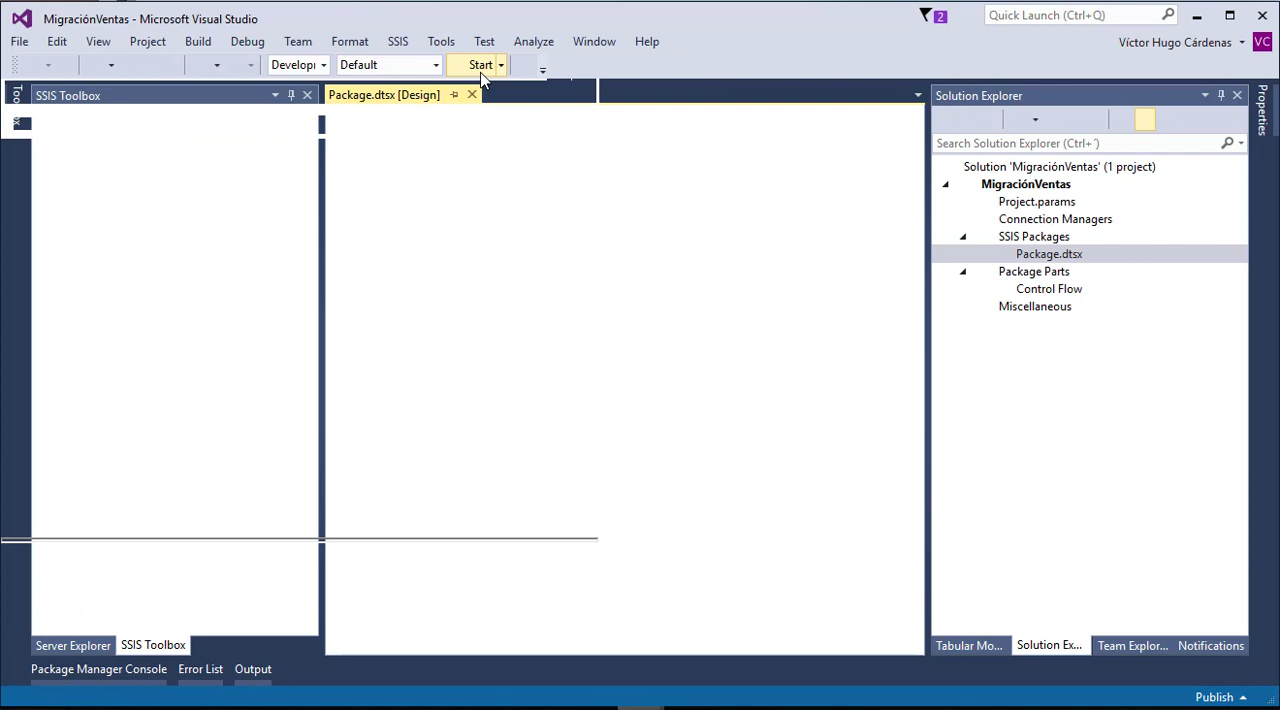 MigraciónVentas - Microsoft Visual Studio
2
Quick Launch (Ctrl+Q)
File Edit View Project Build Debug Team Format SSIS Tools Test Analyze Window Help
Víctor Hugo Cárdenas
VC
Developi
Default
Start
SSIS Toolbox
Package.dtsx [Design]
Solution Explorer
Properties
Search Solution Explorer (Ctrl+´)
Solution 'MigraciónVentas' (1 project)
MigraciónVentas
Project.params
Connection Managers
SSIS Packages
Package.dtsx
Package Parts
Control Flow
Miscellaneous
Server Explorer
SSIS Toolbox
Tabular Mo...
Solution Ex...
Team Explor...
Notifications
Package Manager Console
Error List
Output
Publish